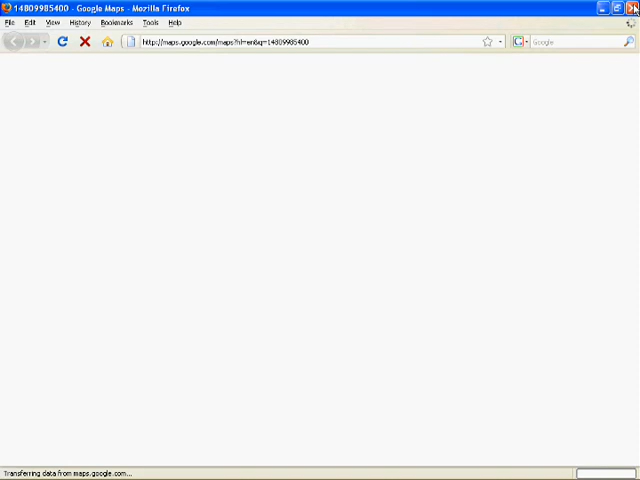 14809985400 - Google Maps - Mozilla Firefox
File Edit View History Bookmarks Tools Help
http://maps.google.com/maps?hl=en&q=14809985400 Google
Transferring data from maps.google.com...